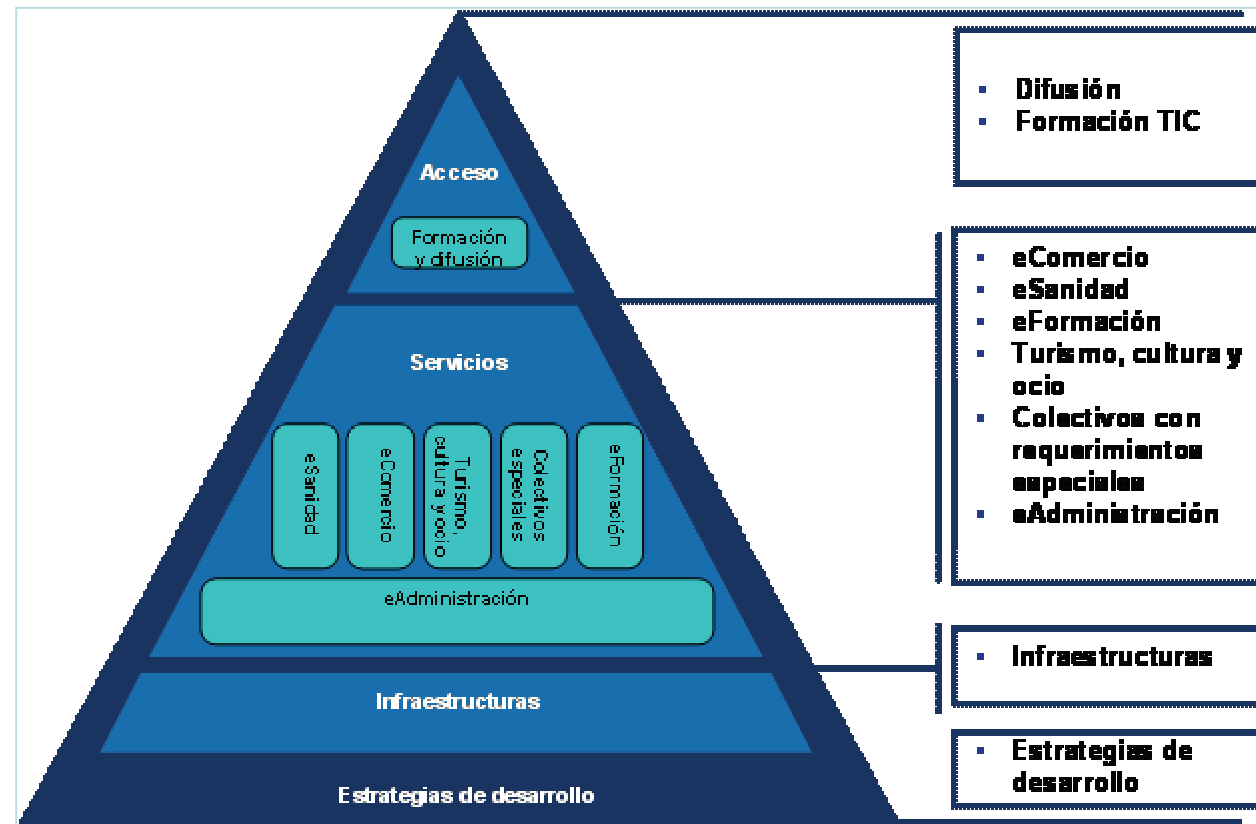 Acceso
Formación
y difusión
Servicios
eSanidad
eComercio
Turismo,
cultura y ocio
Colectivos
especiales
eFormación
eAdministración
Infraestructuras
Estrategias de desarrollo
Difusión
Formación TIC
eComercio
eSanidad
eFormación
Turismo, cultura y
ocio
Colectivos con
requerimientos
especiales
eAdministración
Infraestructuras
Estrategias de
desarrollo